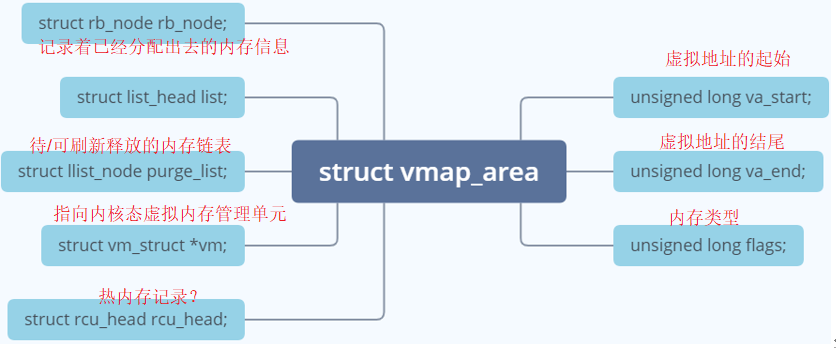 struct rb_node rb_node;
记录着已经分配出去的内存信息
struct list_head list;
待/可刷新释放的内存链表
struct llist_node purge_list;
指向内核态虚拟内存管理单元
struct vm_struct *vm;
热内存记录?
struct rcu_head rcu_head;
struct vmap_area
虚拟地址的起始
unsigned long va_start;
虚拟地址的结尾
unsigned long va_end;
内存类型
unsigned long flags;